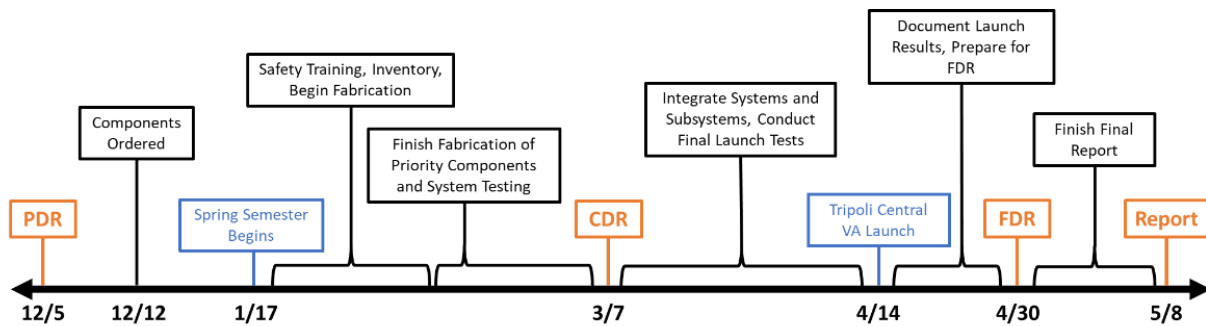 Document Launch
Results, Prepare for
FDR
Safety Training, Inventory,
Begin Fabrication
Integrate Systems and
Subsystems, Conduct
Final Launch Tests
Components
Ordered
Finish Fabrication of
Priority Components
and System Testing
Finish Final
Report
PDR
Spring Semester
Begins
CDR
Tripoli Central
VA Launch
FDR
Report
12/5
12/12
1/17
3/7
4/14
4/30
5/8